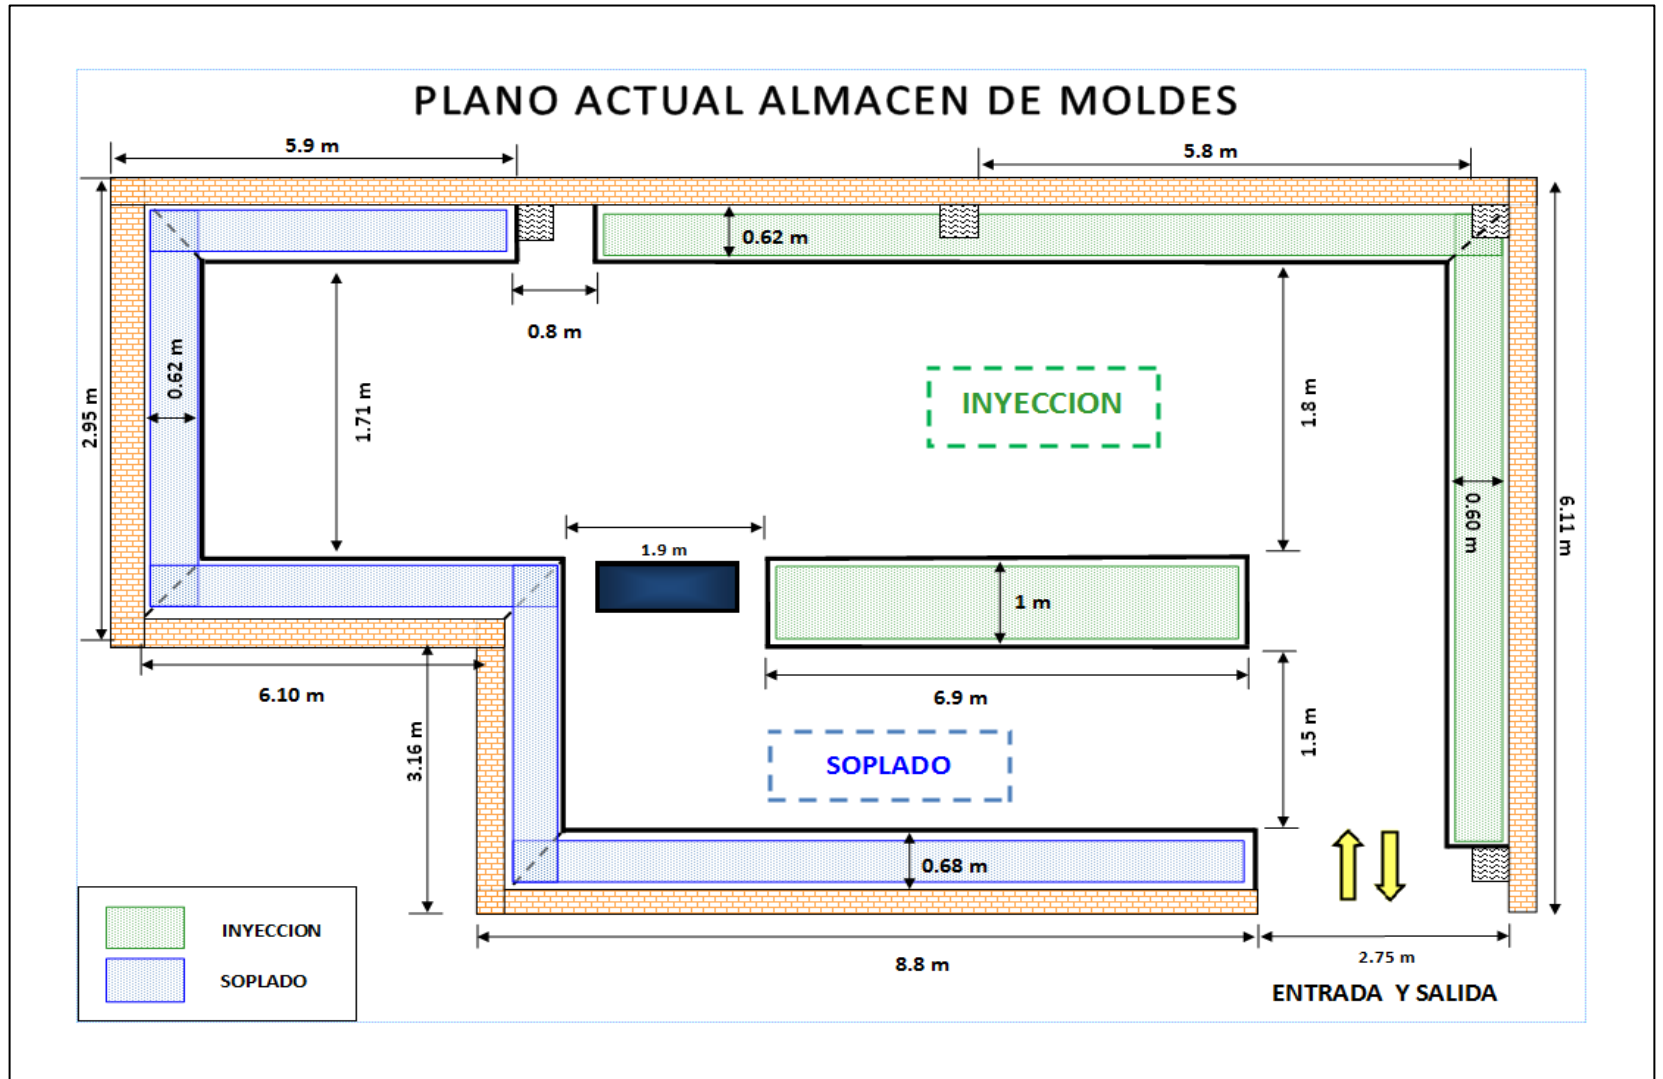 PLANO ACTUAL ALMACEN DE MOLDES
5.9 m
5.8 m
0.62 m
0.8 m
0.62 m
1.71 m
2.95 m
INYECCION
1.8 m
0.60 m
6.11 m
1.9 m
1 m
6.10 m
6.9 m
3.16 m
SOPLADO
1.5 m
0.68 m
8.8 m
2.75 m
ENTRADA Y SALIDA
INYECCION
SOPLADO